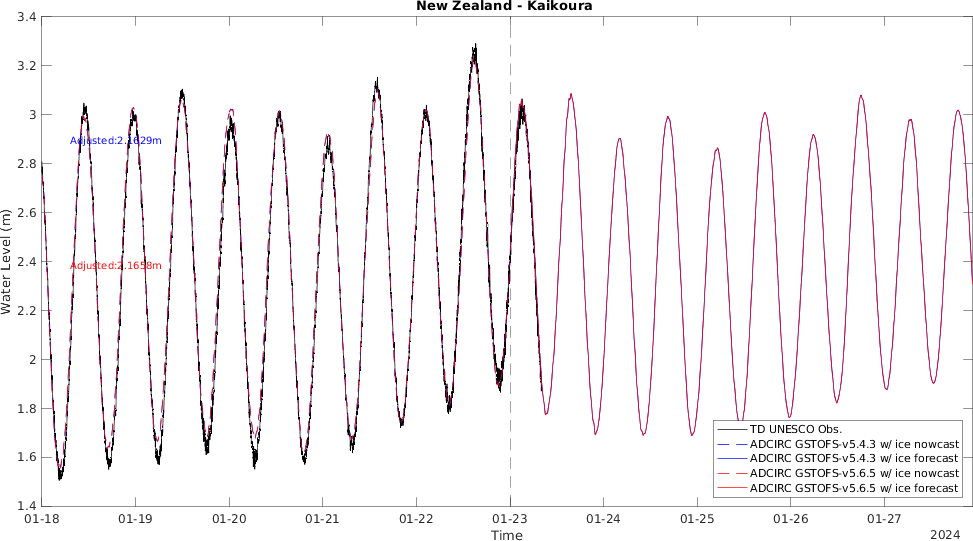 New Zealand - Kaikoura
3.4
3.2
3
2.8
2.6
2.4
2.2
2
1.8
1.6
1.4
Water Level (m)
Adjusted:2.1629m
Adjusted:2.1658m
TD UNESCO Obs.
ADCIRC GSTOFS-v5.4.3 w/ ice nowcast
ADCIRC GSTOFS-v5.4.3 w/ ice forecast
ADCIRC GSTOFS-v5.6.5 w/ ice nowcast
ADCIRC GSTOFS-v5.6.5 w/ ice forecast
01-18 01-19 01-20 01-21 01-22 01-23 01-24 01-25 01-26 01-27
Time
2024